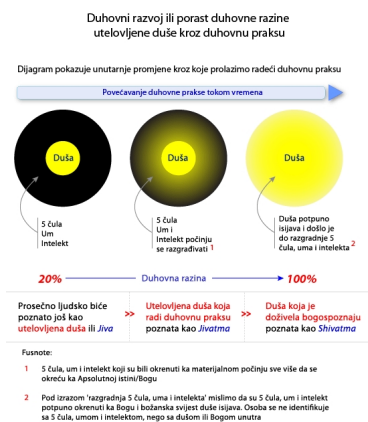 Duhovni razvoj ili porast duhovne razine
utelovljene duše kroz duhovnu praksu
Dijagram pokazuje unutarnje promjene kroz koje prolazimo radeći duhovnu praksu
Povećavanje duhovne prakse tokom vremena
Duša
Duša
Duša
5 čula
Um
Intelekt
5 čula
Um i
Intelekt počinju
se razgrađivati 1
Duša potpuno
isijava i došlo je
do razgradnje 5
čula, uma i intelekta 2
20% Duhovna razina 100%
Prosečno ljudsko biće
poznato još kao
utelovljena duša ili Jiva
>>
Utelovljena duša koja
radi duhovnu praksu
poznata kao Jivatma
>>
Duša koja je
doživela bogospoznaju
poznata kao Shivatma
Fusnote:
1 5 čula, um i intelekt koji su bili okrenuti ka materijalnom počinju sve više da se
okreću ka Apsolutnoj istini/Bogu
2 Pod izrazom 'razgradnja 5 čula, uma i intelekta' mislimo da su 5 čula, um i intelekt
potpuno okrenuti ka Bogu i božanska svijest duše isijava. Osoba se ne identifikuje
sa 5 čula, umom i intelektom, nego sa dušom ili Bogom unutra